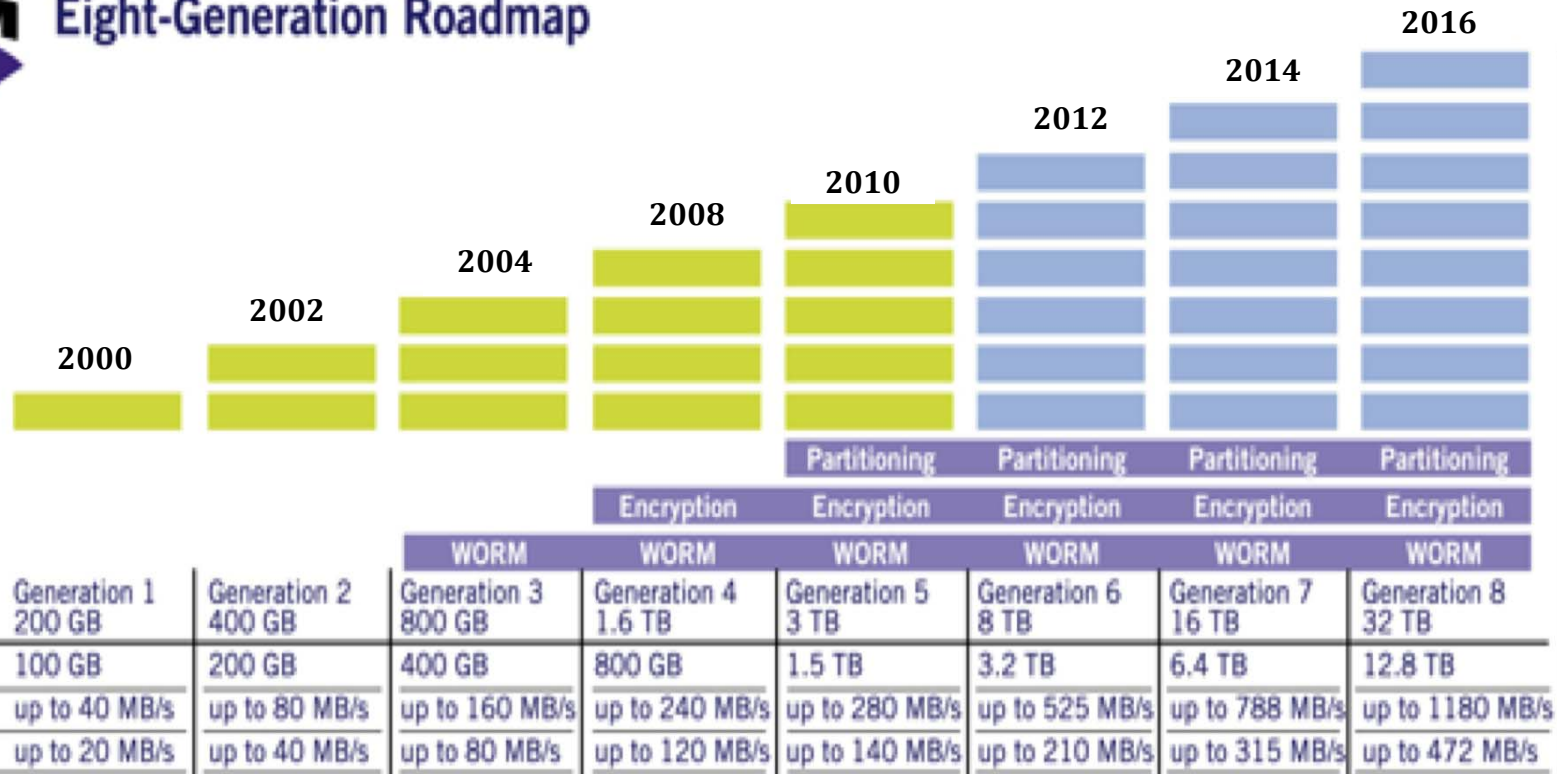 Eight-Generation Roadmap
2016
2014
2012
2010
2008
2004
2002
2000
Partitioning Partitioning Partitioning Partitioning
Encryption Encryption Encryption Encryption Encryption
WORM WORM WORM WORM WORM WORM
Generation 1 Generation 2 Generation 3 Generation 4 Generation 5 Generation 6 Generation 7 Generation 8
200 GB 400 GB 800 GB 1.6 TB 3 TB 8 TB 16 TB 32 TB
100 GB 200 GB 400 GB 800 GB 1.5 TB 3.2 TB 6.4 TB 12.8 TB
up to 40 MB/s up to 80 MB/s up to 160 MB/s up to 240 MB/s up to 280 MB/s up to 525 MB/s up to 788 MB/s up to 1180 MB/s
up to 20 MB/s up to 40 MB/s up to 80 MB/s up to 120 MB/s up to 140 MB/s up to 210 MB/s up to 315 MB/s up to 472 MB/s